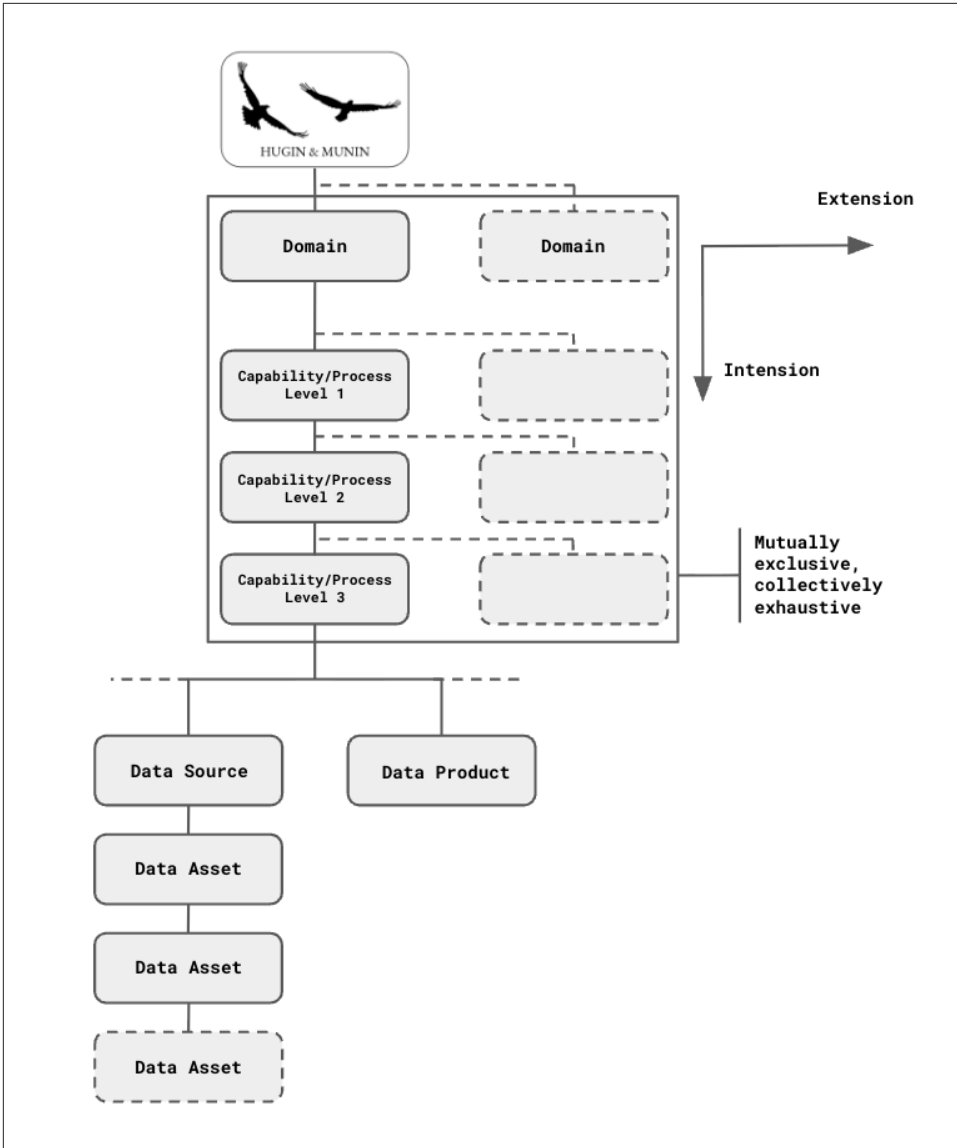 HUGIN & MUNIN
Extension
Domain
Domain
Intension
Capability/Process
Level 1
Capability/Process
Level 2
Mutually
exclusive,
collectively
exhaustive
Capability/Process
Level 3
Data Source
Data Product
Data Asset
Data Asset
Data Asset